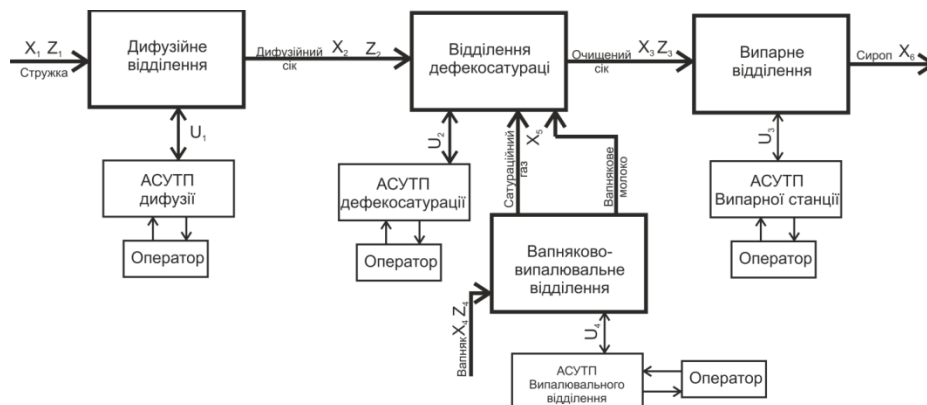 X₁ Z₁
Стружка
Дифузійне
відділення
Дифузійний
сік
X₂ Z₂
Відділення
дефекосатураці
Очищений
сік
X₃ Z₃
Випарне
відділення
Сироп X₆
U₁
АСУТП
дифузії
Оператор
U₂
АСУТП
дефекосатурації
Оператор
Сатураційний
газ
X₅
Вапнякове
молоко
U₃
АСУТП
Випарної станції
Оператор
Вапняково-
випалювальне
відділення
Вапняк X₄ Z₄
U₄
АСУТП
Випалювального
відділення
Оператор